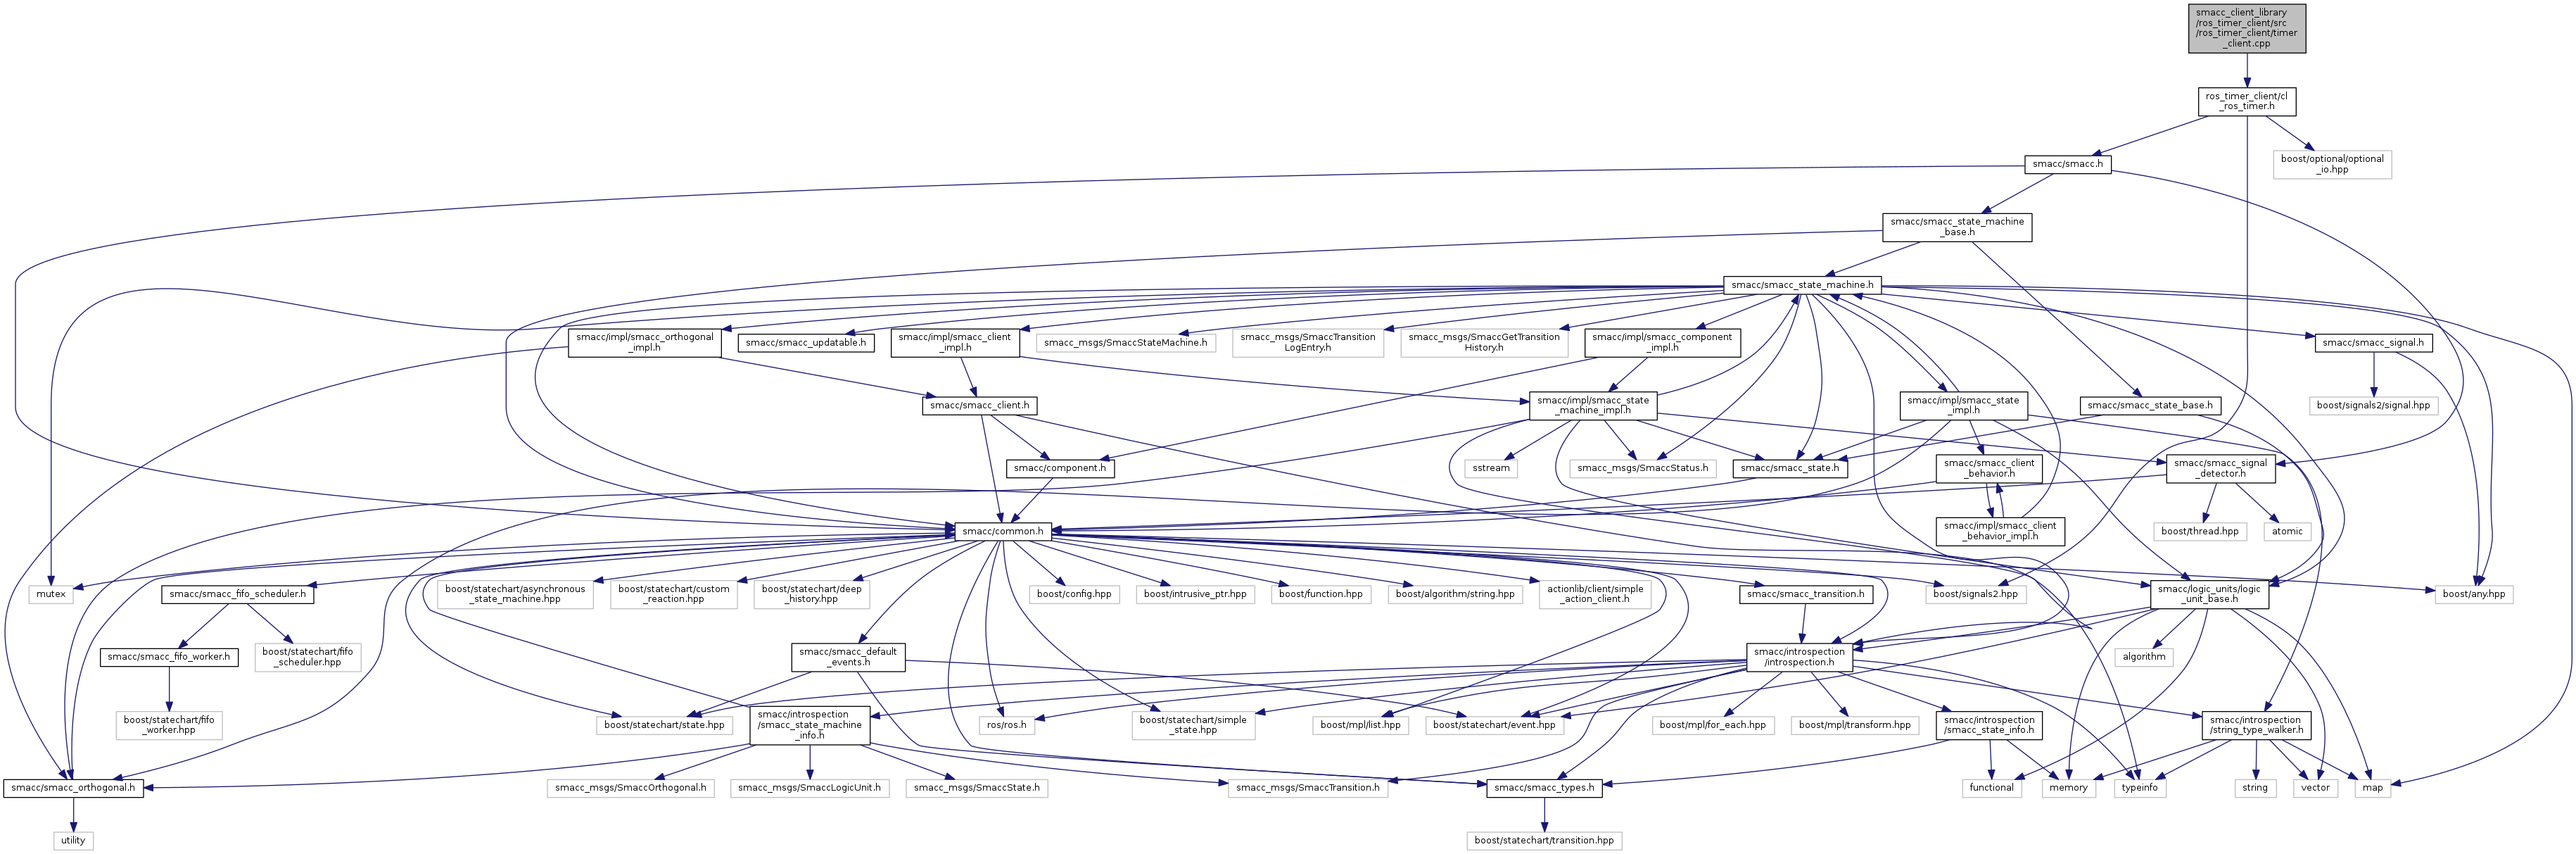 smacc_client_library
/ros_timer_client/src
/ros_timer_client/timer
_client.cpp
ros_timer_client/cl
_ros_timer.h
smacc/smacc.h
boost/optional/optional
_io.hpp
smacc/smacc_state_machine
_base.h
smacc/smacc_state_machine.h
smacc/impl/smacc_orthogonal
_impl.h
smacc/smacc_updatable.h
smacc/impl/smacc_client
_impl.h
smacc_msgs/SmaccStateMachine.h
smacc_msgs/SmaccTransition
LogEntry.h
smacc_msgs/SmaccGetTransition
History.h
smacc/impl/smacc_component
_impl.h
smacc/smacc_signal.h
smacc/smacc_client.h
smacc/impl/smacc_state
_machine_impl.h
smacc/impl/smacc_state
_impl.h
smacc/smacc_state_base.h
boost/signals2/signal.hpp
smacc/component.h
sstream
smacc_msgs/SmaccStatus.h
smacc/smacc_state.h
smacc/smacc_client
_behavior.h
smacc/smacc_signal
_detector.h
smacc/common.h
smacc/impl/smacc_client
_behavior_impl.h
boost/thread.hpp
atomic
mutex
smacc/smacc_fifo_scheduler.h
boost/statechart/asynchronous
_state_machine.hpp
boost/statechart/custom
_reaction.hpp
boost/statechart/deep
_history.hpp
boost/config.hpp
boost/intrusive_ptr.hpp
boost/function.hpp
boost/algorithm/string.hpp
actionlib/client/simple
_action_client.h
smacc/smacc_transition.h
boost/signals2.hpp
smacc/logic_units/logic
_unit_base.h
boost/any.hpp
smacc/smacc_fifo_worker.h
boost/statechart/fifo
_scheduler.hpp
smacc/smacc_default
_events.h
smacc/introspection
/introspection.h
algorithm
boost/statechart/fifo
_worker.hpp
boost/statechart/state.hpp
smacc/introspection
/smacc_state_machine
_info.h
ros/ros.h
boost/statechart/simple
_state.hpp
boost/mpl/list.hpp
boost/statechart/event.hpp
boost/mpl/for_each.hpp
boost/mpl/transform.hpp
smacc/introspection
/smacc_state_info.h
smacc/introspection
/string_type_walker.h
smacc/smacc_orthogonal.h
smacc_msgs/SmaccOrthogonal.h
smacc_msgs/SmaccLogicUnit.h
smacc_msgs/SmaccState.h
smacc_msgs/SmaccTransition.h
smacc/smacc_types.h
functional
memory
typeinfo
string
vector
map
utility
boost/statechart/transition.hpp